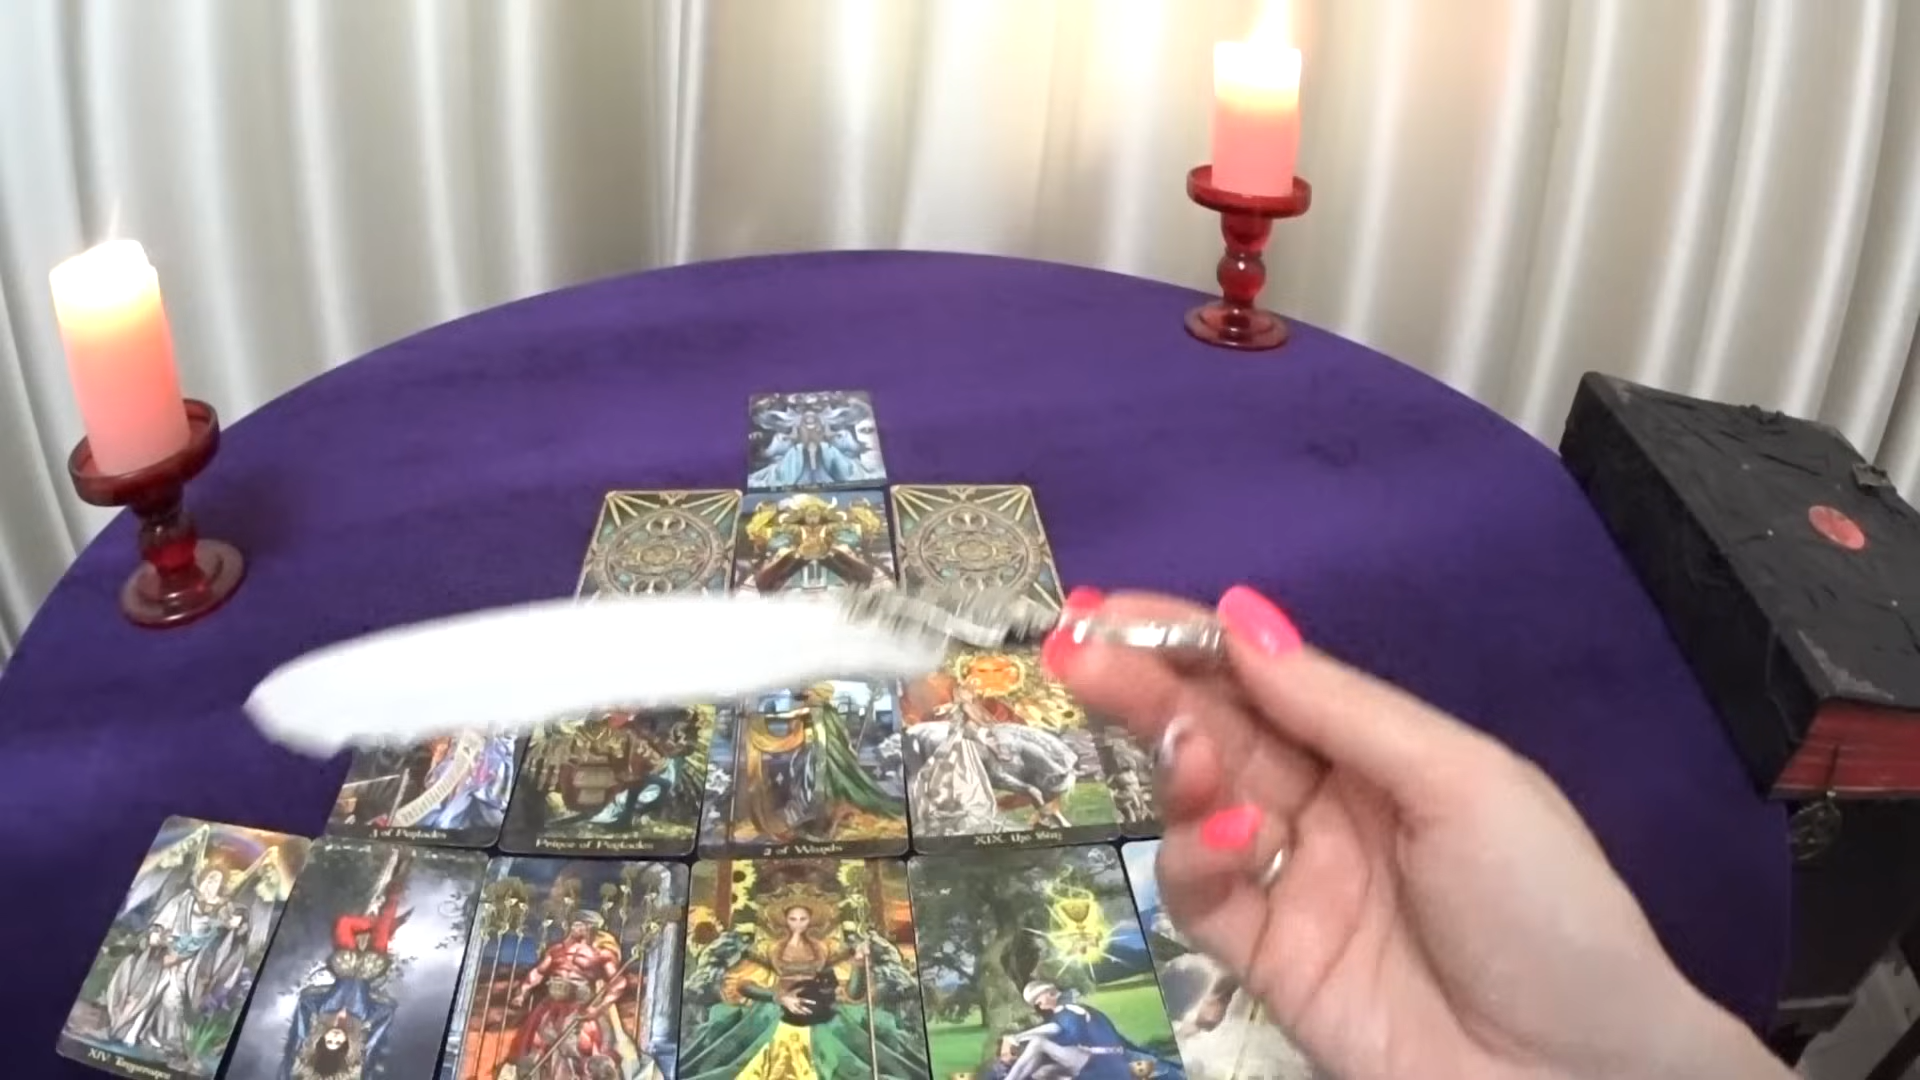 3 of Pentacles
Prince of Pentacles
2 of Wands
XIX the Sun
XIV Temperance